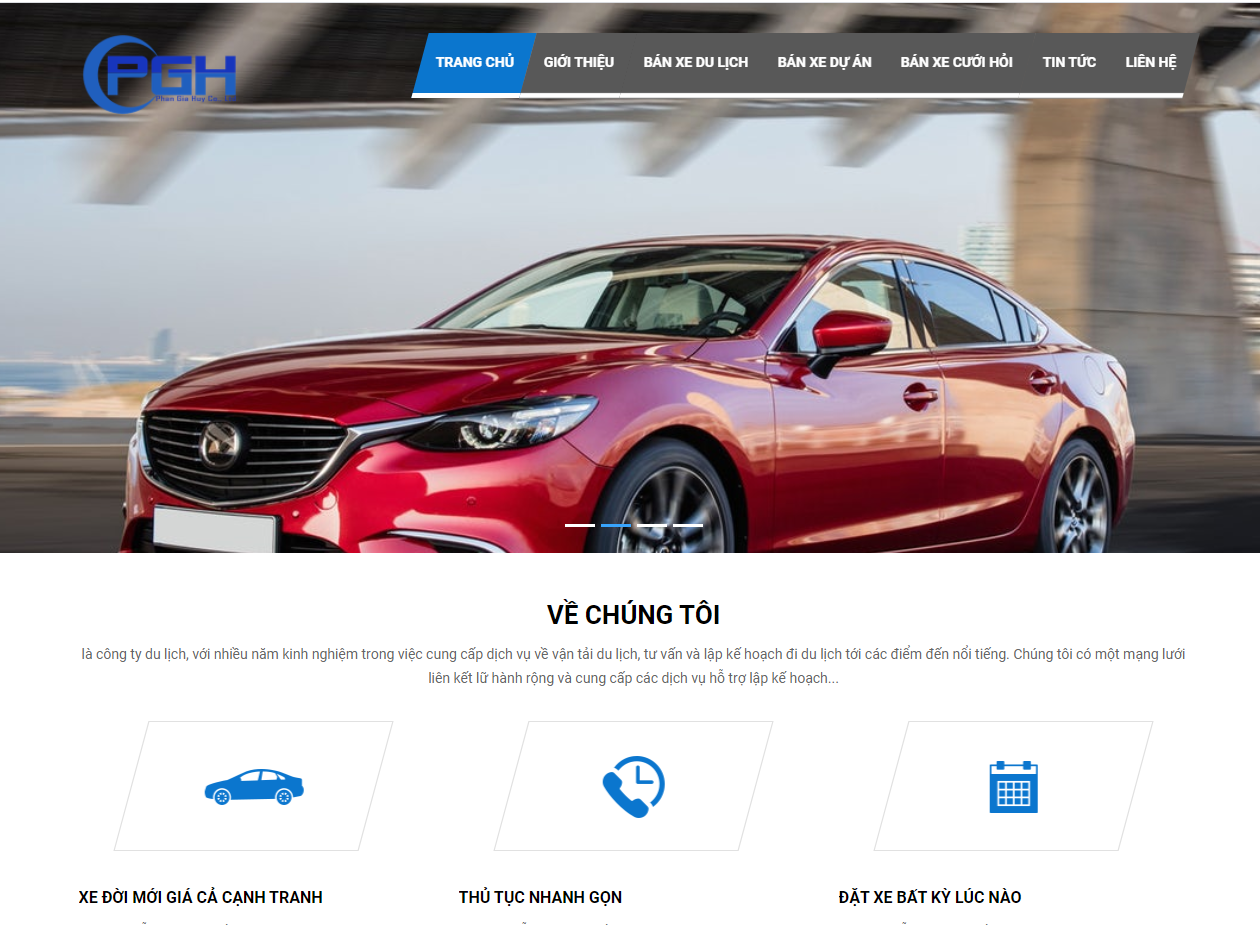 PGH
Phan Gia Huy Co.,
TRANG CHỦ
GIỚI THIỆU
BÁN XE DU LỊCH
BÁN XE DỰ ÁN
BÁN XE CƯỚI HỎI
TIN TỨC
LIÊN HỆ
VỀ CHÚNG TÔI
là công ty du lịch, với nhiều năm kinh nghiệm trong việc cung cấp dịch vụ về vận tải du lịch, tư vấn và lập kế hoạch đi du lịch tới các điểm đến nổi tiếng. Chúng tôi có một mạng lưới
liên kết lữ hành rộng và cung cấp các dịch vụ hỗ trợ lập kế hoạch...
XE ĐỜI MỚI GIÁ CẢ CẠNH TRANH
THỦ TỤC NHANH GỌN
ĐẶT XE BẤT KỲ LÚC NÀO